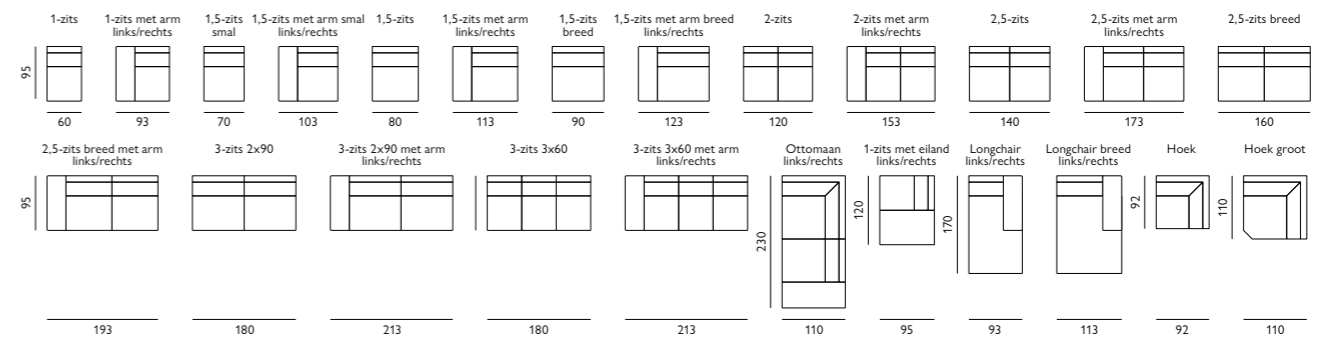 1-zits
1-zits met arm
links/rechts
1,5-zits
smal
1,5-zits met arm smal
links/rechts
1,5-zits
1,5-zits met arm
links/rechts
1,5-zits
breed
1,5-zits met arm breed
links/rechts
2-zits
2-zits met arm
links/rechts
2,5-zits
2,5-zits met arm
links/rechts
2,5-zits breed
95
60
93
70
103
80
113
90
123
120
153
140
173
160
2,5-zits breed met arm
links/rechts
3-zits 2x90
3-zits 2x90 met arm
links/rechts
3-zits 3x60
3-zits 3x60 met arm
links/rechts
Ottomaan
links/rechts
1-zits met eiland
links/rechts
Longchair
links/rechts
Longchair breed
links/rechts
Hoek
Hoek groot
95
230
120
170
92
110
193
180
213
180
213
110
95
93
113
92
110